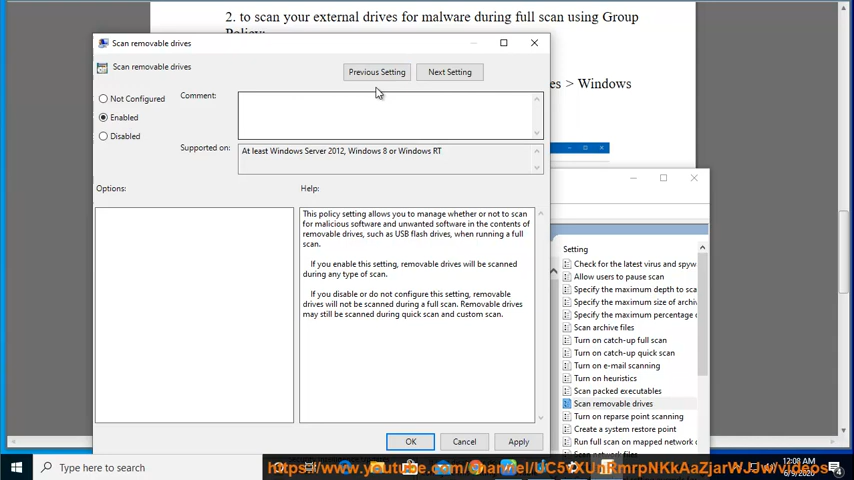 2. to scan your external drives for malware during full scan using Group
Policy:
es > Windows
Scan removable drives
Scan removable drives
Previous Setting
Next Setting
Not Configured
Enabled
Disabled
Comment:
Supported on:
At least Windows Server 2012, Windows 8 or Windows RT
Options:
Help:
This policy setting allows you to manage whether or not to scan
for malicious software and unwanted software in the contents of
removable drives, such as USB flash drives, when running a full
scan.
If you enable this setting, removable drives will be scanned
during any type of scan.
If you disable or do not configure this setting, removable
drives will not be scanned during a full scan. Removable drives
may still be scanned during quick scan and custom scan.
OK
Cancel
Apply
Setting
Check for the latest virus and spyw
Allow users to pause scan
Specify the maximum depth to sca
Specify the maximum size of archiv
Specify the maximum percentage o
Scan archive files
Turn on catch-up full scan
Turn on catch-up quick scan
Turn on e-mail scanning
Turn on heuristics
Scan packed executables
Scan removable drives
Turn on reparse point scanning
Create a system restore point
Run full scan on mapped network d
Scan network files
Type here to search
12:08 AM
6/9/2020
4